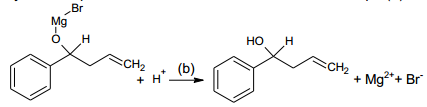 Br
Mg
O H
CH2
+ H+ (b)
HO H
CH2
+ Mg2+ + Br-